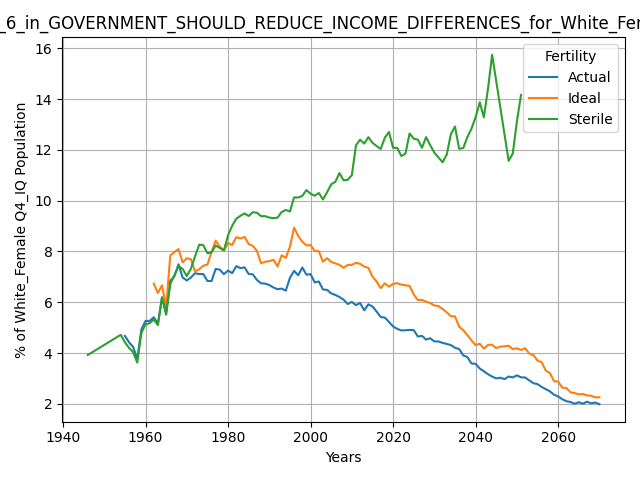 _6_in_GOVERNMENT_SHOULD_REDUCE_INCOME_DIFFERENCES_for_White_Fe
16
14
12
10
8
6
4
2
% of White_Female Q4_IQ Population
Fertility
Actual
Ideal
Sterile
1940
1960
1980
2000
2020
2040
2060
Years